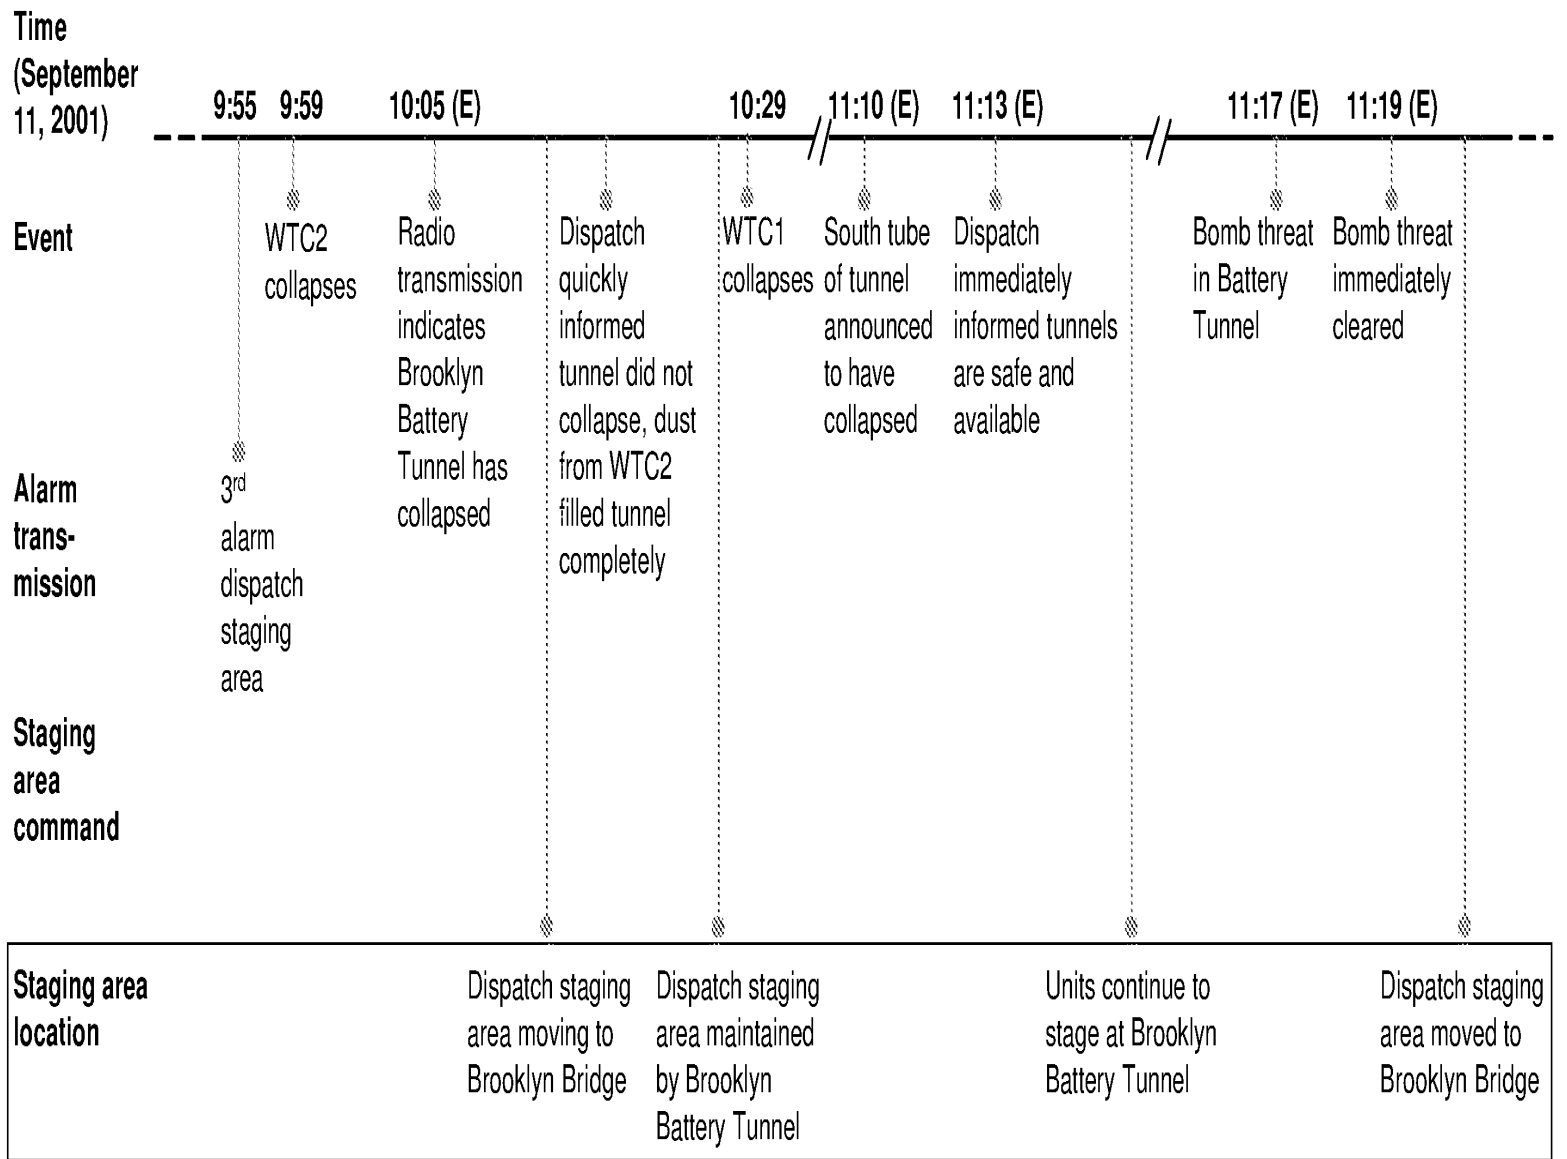 Time
(September
11, 2001)
9:55 9:59 10:05 (E) 10:29 11:10 (E) 11:13 (E) 11:17 (E) 11:19 (E)
Event
WTC2
collapses
Radio
transmission
indicates
Brooklyn
Battery
Tunnel has
collapsed
Dispatch
quickly
informed
tunnel did not
collapse, dust
from WTC2
filled tunnel
completely
WTC1
collapses
South tube
of tunnel
announced
to have
collapsed
Dispatch
immediately
informed tunnels
are safe and
available
Bomb threat
in Battery
Tunnel
Bomb threat
immediately
cleared
Alarm
trans-
mission
3rd
alarm
dispatch
staging
area
Staging
area
command
Staging area
location
Dispatch staging
area moving to
Brooklyn Bridge
Dispatch staging
area maintained
by Brooklyn
Battery Tunnel
Units continue to
stage at Brooklyn
Battery Tunnel
Dispatch staging
area moved to
Brooklyn Bridge